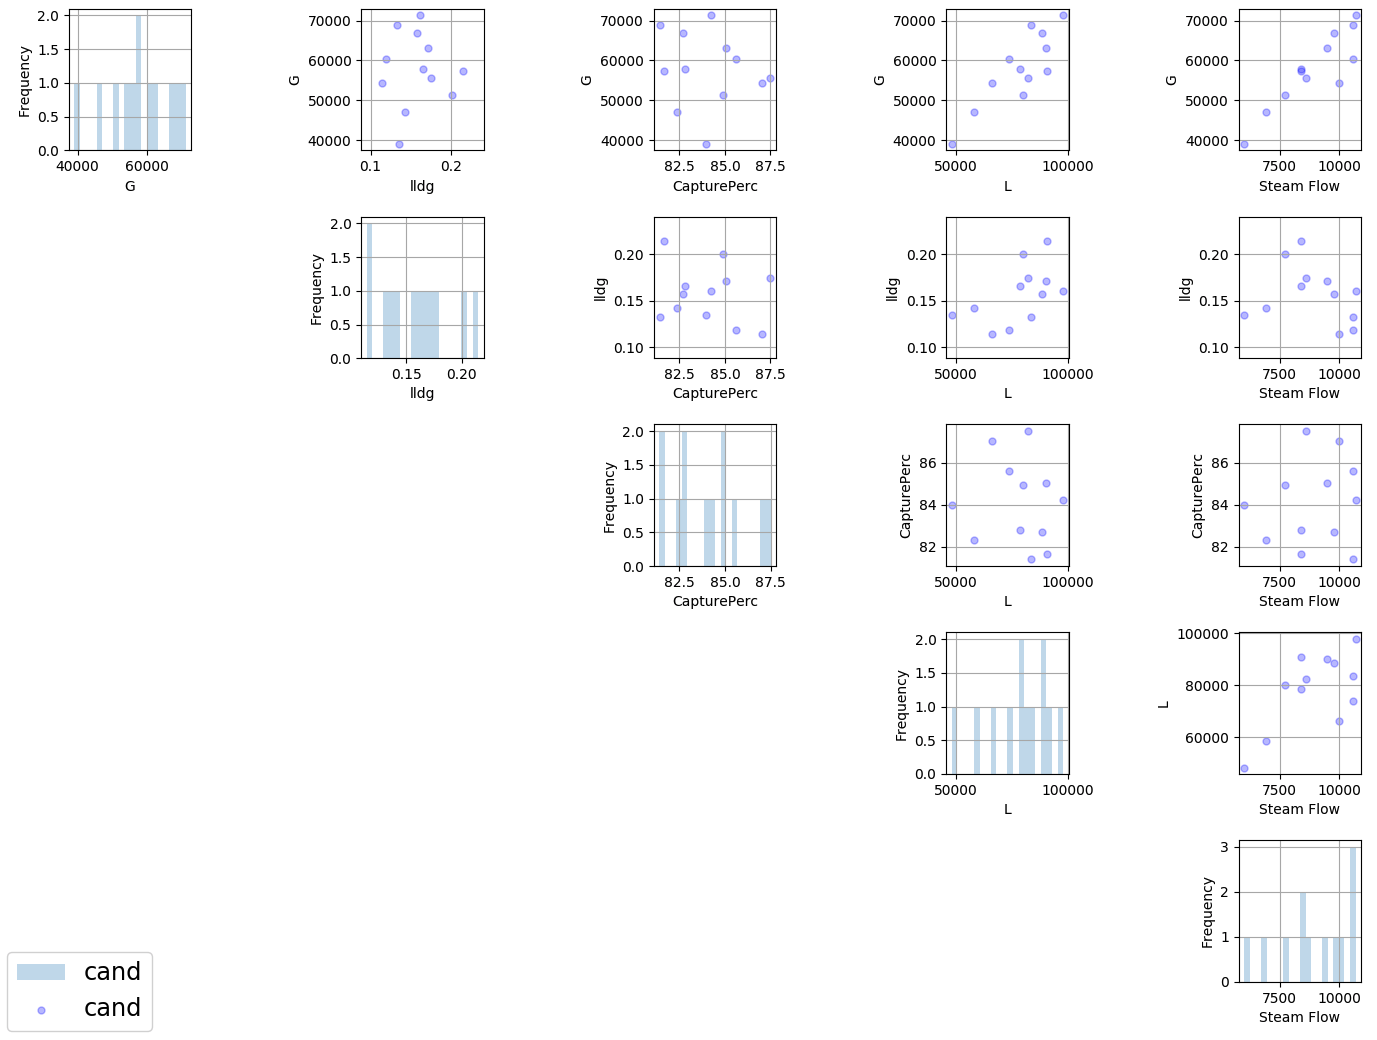 2.0
1.5
1.0
0.5
0.0
Frequency
40000 60000
G
70000
60000
50000
40000
G
0.1 0.2
lldg
70000
60000
50000
40000
G
82.5 85.0 87.5
CapturePerc
70000
60000
50000
40000
G
50000 100000
L
70000
60000
50000
40000
G
7500 10000
Steam Flow
2.0
1.5
1.0
0.5
0.0
Frequency
0.15 0.20
lldg
0.20
0.15
0.10
lldg
82.5 85.0 87.5
CapturePerc
0.20
0.15
0.10
lldg
50000 100000
L
0.20
0.15
0.10
lldg
7500 10000
Steam Flow
2.0
1.5
1.0
0.5
0.0
Frequency
82.5 85.0 87.5
CapturePerc
86
84
82
CapturePerc
50000 100000
L
86
84
82
CapturePerc
7500 10000
Steam Flow
2.0
1.5
1.0
0.5
0.0
Frequency
50000 100000
L
100000
80000
60000
L
7500 10000
Steam Flow
3
2
1
0
Frequency
7500 10000
Steam Flow
cand
cand